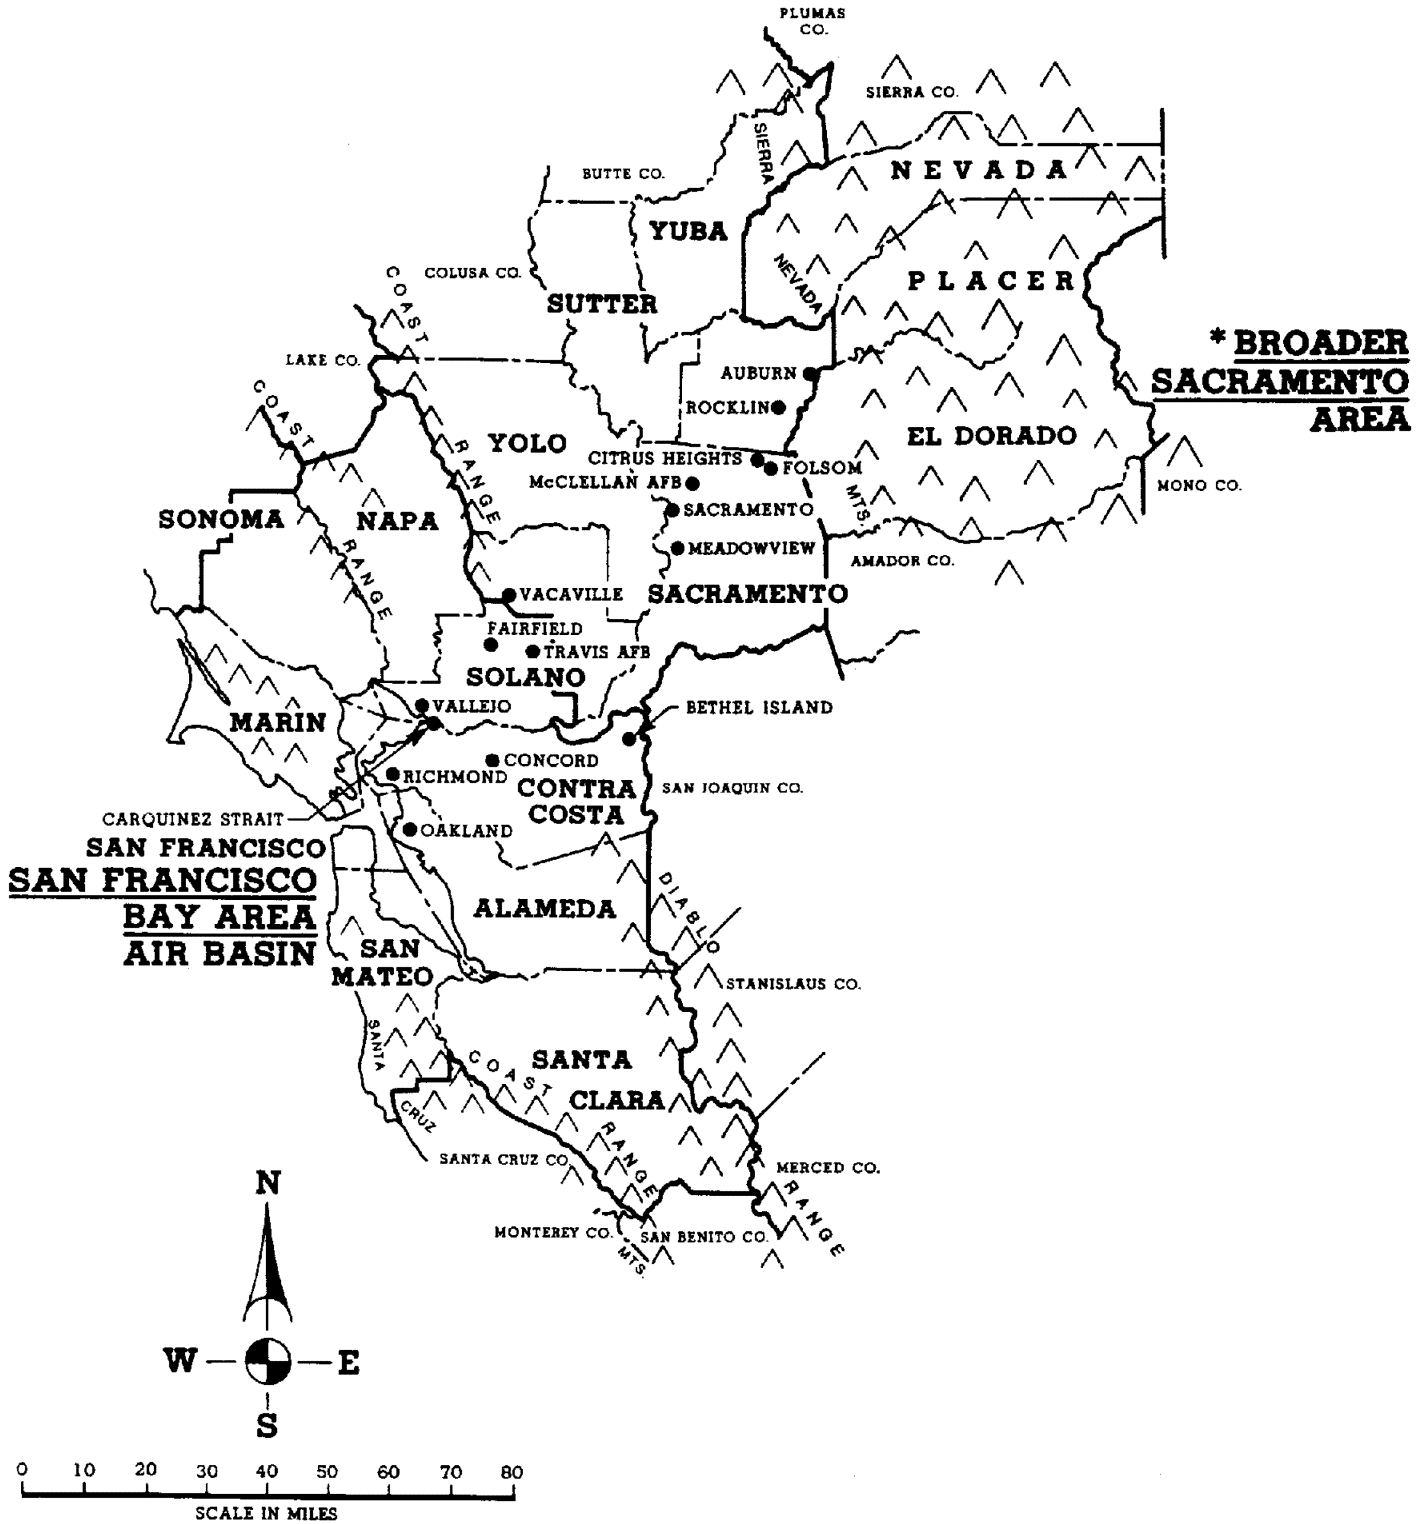 PLUMAS
CO.
SIERRA CO.
SIERRA
NEVADA
BUTTE CO.
YUBA
NEVADA
COLUSA CO.
COAST
PLACER
SUTTER
* BROADER
SACRAMENTO
AREA
LAKE CO.
AUBURN
COAST
ROCKLIN
YOLO
RANGE
EL DORADO
CITRUS HEIGHTS
FOLSOM
McCLELLAN AFB
MTS.
MONO CO.
SONOMA
NAPA
SACRAMENTO
RANGE
MEADOWVIEW
AMADOR CO.
VACAVILLE
SACRAMENTO
FAIRFIELD
TRAVIS AFB
SOLANO
VALLEJO
BETHEL ISLAND
MARIN
CONCORD
RICHMOND
CONTRA
COSTA
SAN JOAQUIN CO.
CARQUINEZ STRAIT
OAKLAND
SAN FRANCISCO
SAN FRANCISCO
BAY AREA
AIR BASIN
DIABLO
ALAMEDA
SAN
MATEO
STANISLAUS CO.
SANTA
COAST
SANTA
CLARA
CRUZ
RANGE
SANTA CRUZ CO.
MERCED CO.
RANGE
MONTEREY CO.
SAN BENITO CO.
MTS.
N
W
E
S
0 10 20 30 40 50 60 70 80
SCALE IN MILES